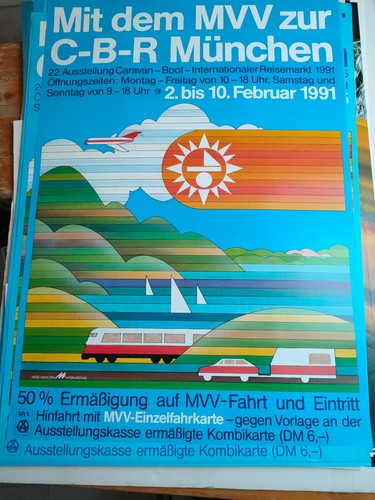 Mit dem MVV zur
C-B-R München
22. Ausstellung Caravan – Boot – Internationaler Reisemarkt 1991
Öffnungszeiten: Montag – Freitag von 10 – 18 Uhr, Samstag und
Sonntag von 9 – 18 Uhr 2. bis 10. Februar 1991
50 % Ermäßigung auf MVV-Fahrt und Eintritt
MVV Hinfahrt mit MVV-Einzelfahrkarte – gegen Vorlage an der
Ausstellungskasse ermäßigte Kombikarte (DM 6,–)
Ausstellungskasse ermäßigte Kombikarte (DM 6,–)